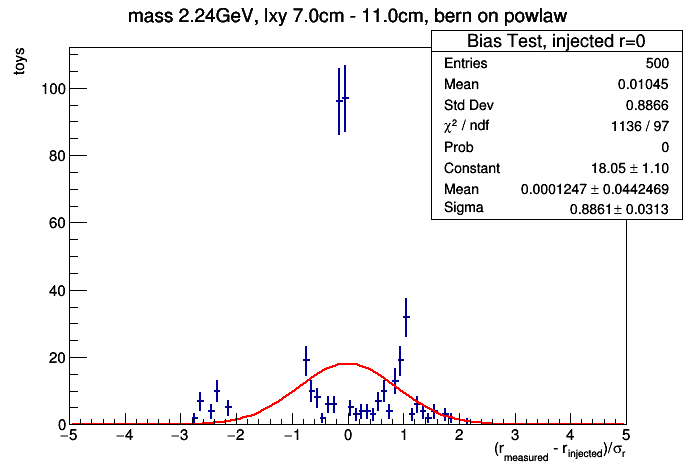 mass 2.24GeV, lxy 7.0cm - 11.0cm, bern on powlaw
Bias Test, injected r=0
Entries 500
Mean 0.01045
Std Dev 0.8866
χ² / ndf 1136 / 97
Prob 0
Constant 18.05 ± 1.10
Mean 0.0001247 ± 0.0442469
Sigma 0.8861 ± 0.0313
toys
100
80
60
40
20
0
−5 −4 −3 −2 −1 0 1 2 3 4 5
(r_measured - r_injected)/σ_r